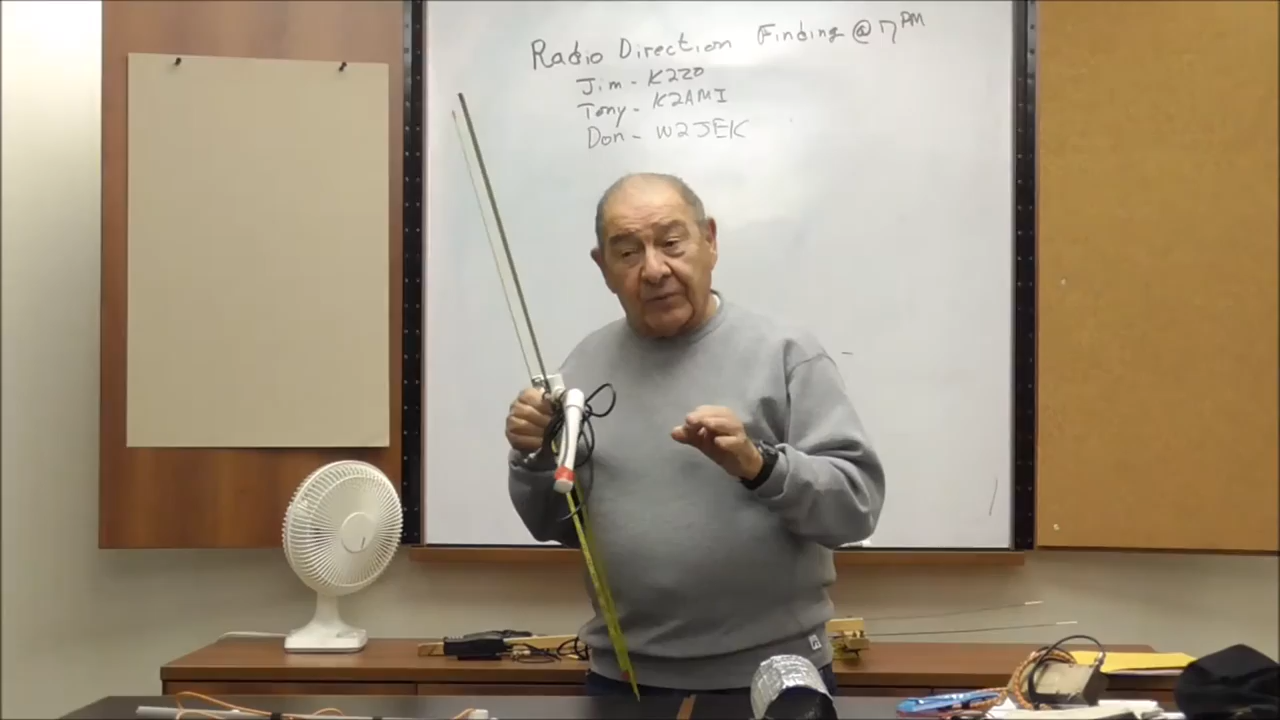 Radio Direction Finding @ 7PM
Jim - K2ZO
Tony - K2AMI
Don - W2JEK